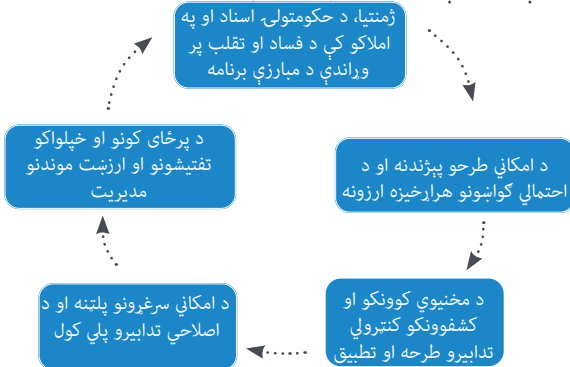 ژمنتیا، د حکومتولۍ اسناد او په
املاکو کې د فساد او تقلب پر
وړاندې د مبارزې برنامه
د امکاني طرحو پېژندنه او د
احتمالي ګواښونو هراړخیزه ارزونه
د مخنیوي کوونکو او
کشفوونکو کنټرولي
تدابیرو طرحه او تطبیق
د امکاني سرغړونو پلټنه او د
اصلاحي تدابیرو پلي کول
د پرځای کونو او خپلواکو
تفتیشونو او ارزښت موندنو
مدیریت